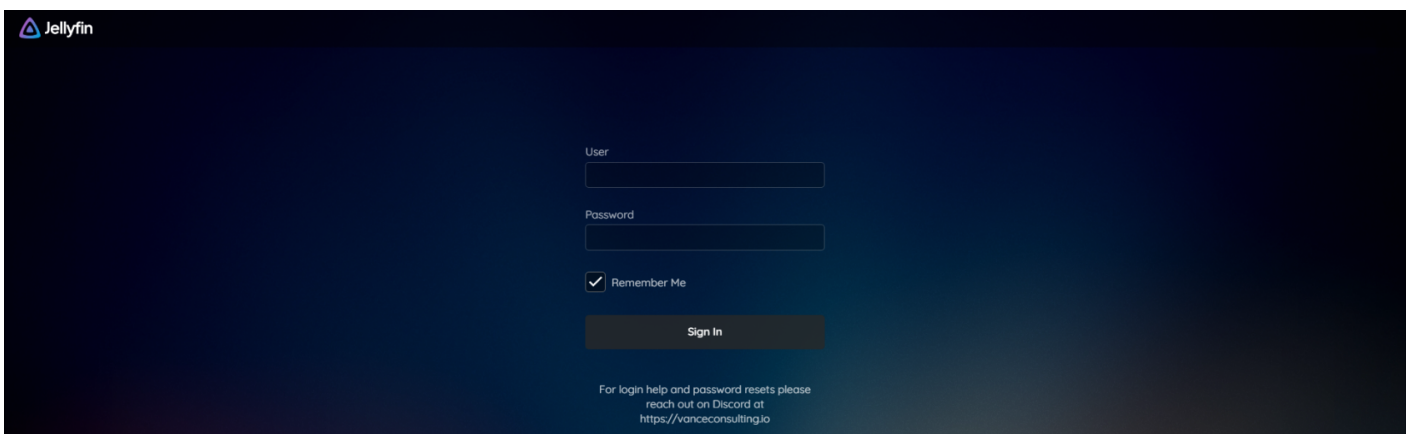 Jellyfin
User
Password
Remember Me
Sign In
For login help and password resets please
reach out on Discord at
https://vanceconsulting.io